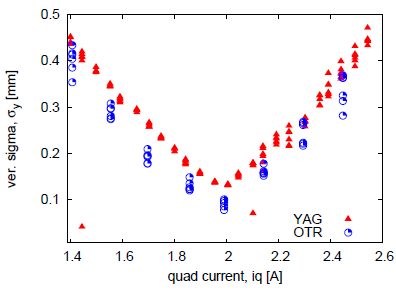 0.5
0.4
0.3
0.2
0.1
ver. sigma, σy [mm]
1.4 1.6 1.8 2 2.2 2.4 2.6
quad current, iq [A]
YAG
OTR